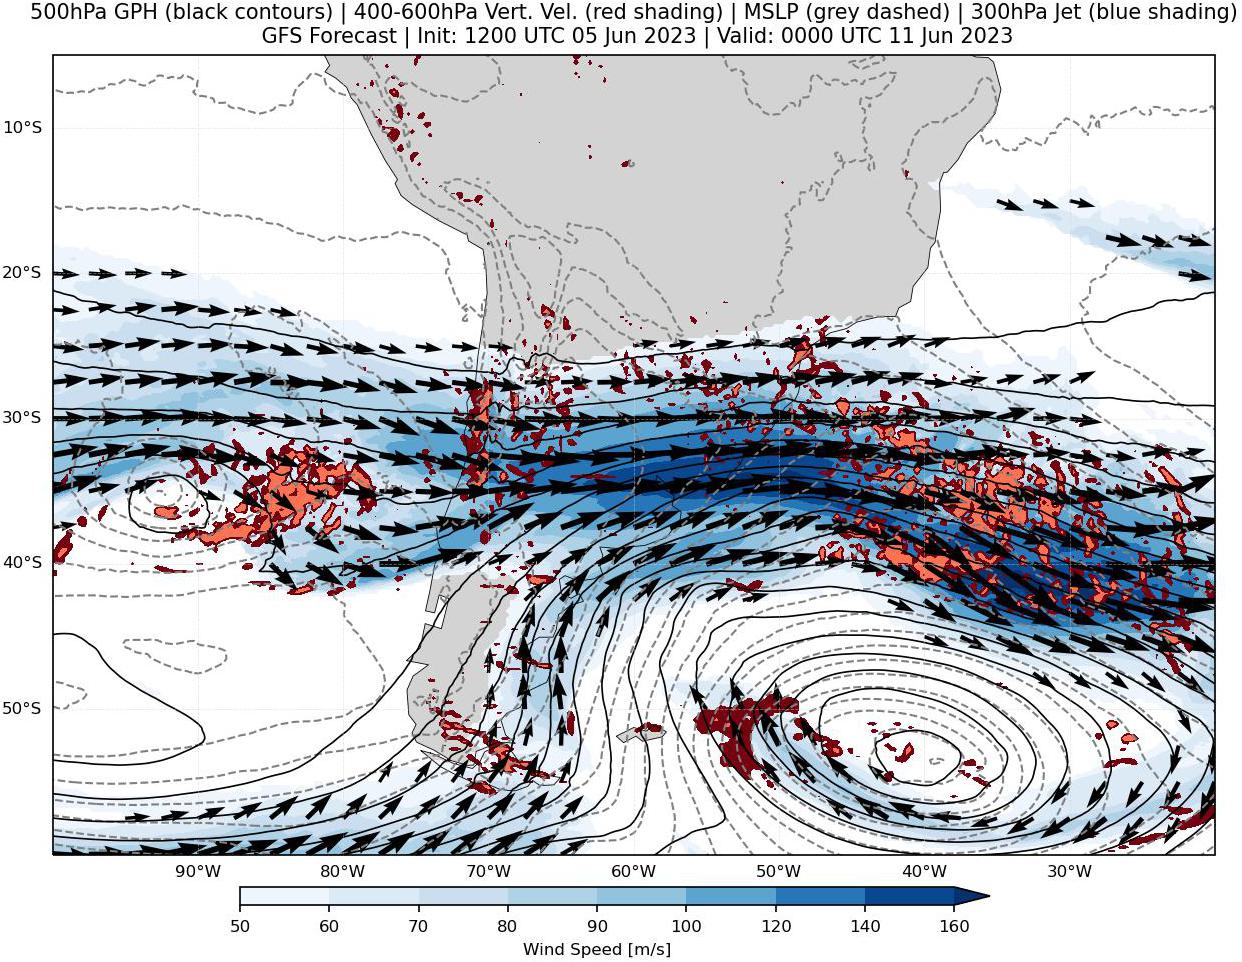 500hPa GPH (black contours) | 400-600hPa Vert. Vel. (red shading) | MSLP (grey dashed) | 300hPa Jet (blue shading)
GFS Forecast | Init: 1200 UTC 05 Jun 2023 | Valid: 0000 UTC 11 Jun 2023
10°S
20°S
30°S
40°S
50°S
90°W 80°W 70°W 60°W 50°W 40°W 30°W
50 60 70 80 90 100 120 140 160
Wind Speed [m/s]